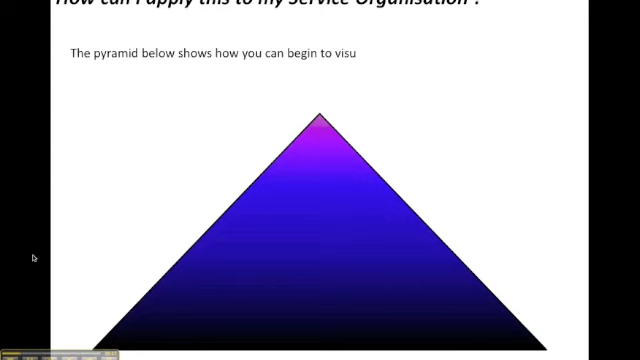 How can I apply this to my Service Organisation ?
The pyramid below shows how you can begin to visu